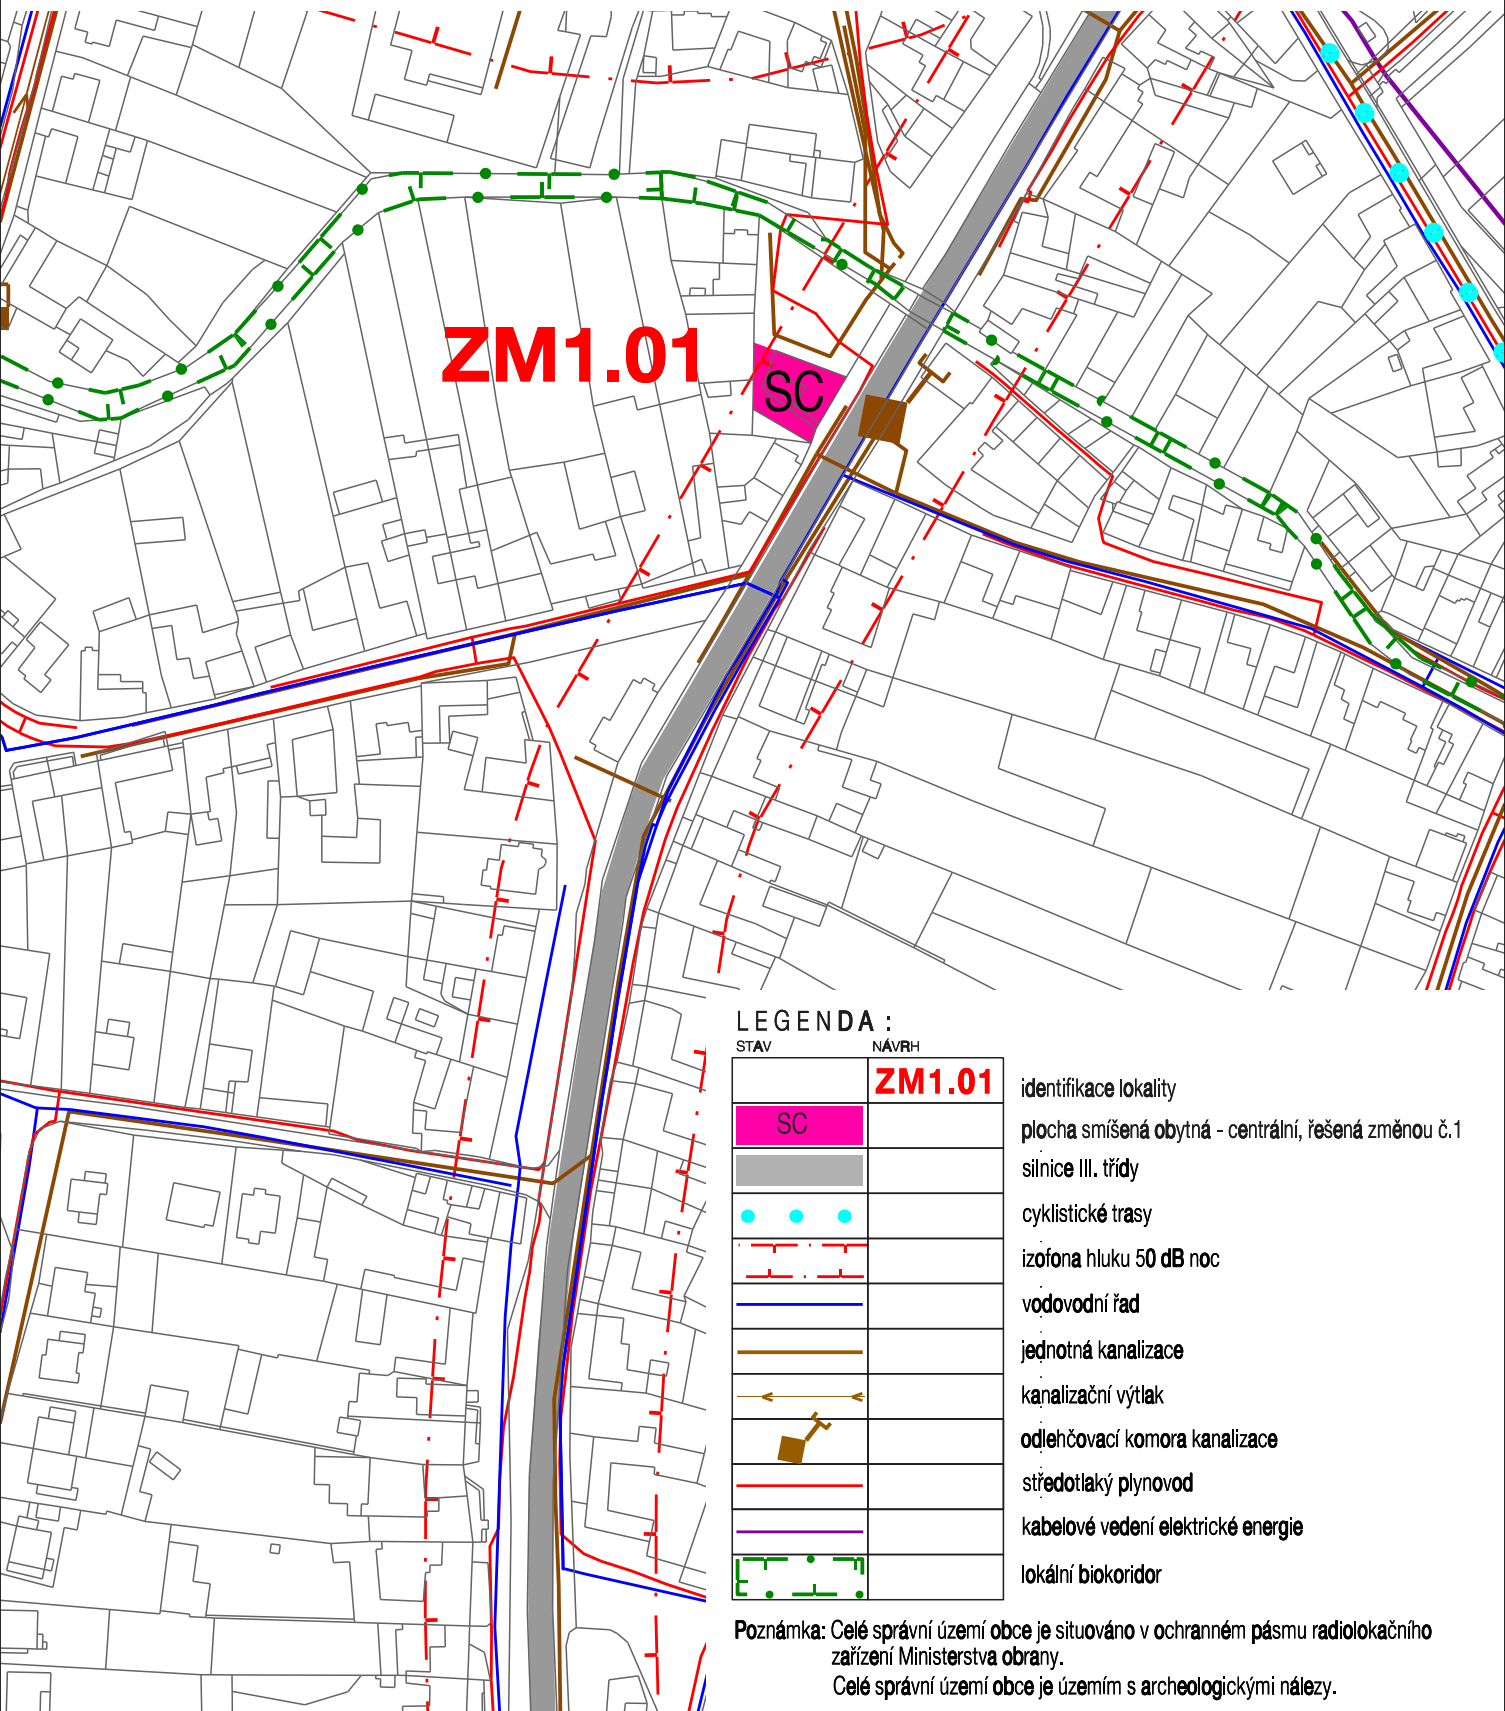 ZM1.01
SC
LEGENDA :
STAV NÁVRH
ZM1.01 identifikace lokality
SC plocha smíšená obytná - centrální, řešená změnou č.1
silnice III. třídy
cyklistické trasy
izofona hluku 50 dB noc
vodovodní řad
jednotná kanalizace
kanalizační výtlak
odlehčovací komora kanalizace
středotlaký plynovod
kabelové vedení elektrické energie
lokální biokoridor
Poznámka: Celé správní území obce je situováno v ochranném pásmu radiolokačního
zařízení Ministerstva obrany.
Celé správní území obce je územím s archeologickými nálezy.